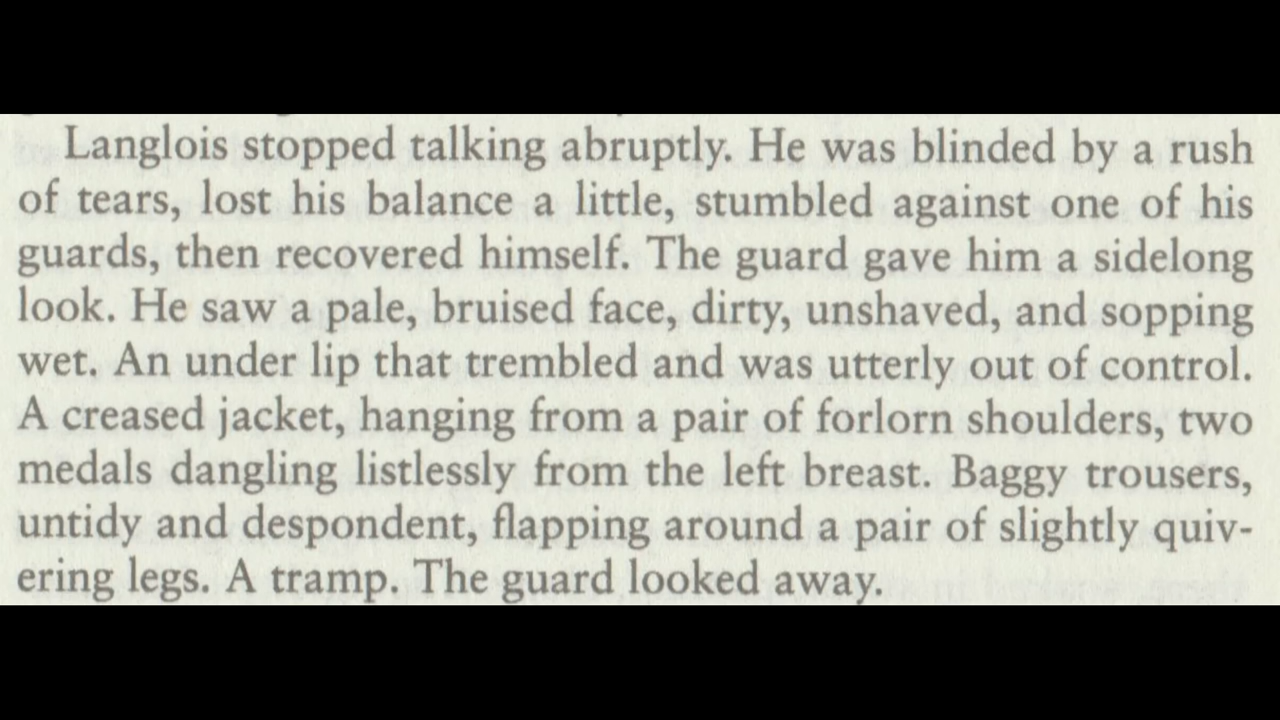 Langlois stopped talking abruptly. He was blinded by a rush
of tears, lost his balance a little, stumbled against one of his
guards, then recovered himself. The guard gave him a sidelong
look. He saw a pale, bruised face, dirty, unshaved, and sopping
wet. An under lip that trembled and was utterly out of control.
A creased jacket, hanging from a pair of forlorn shoulders, two
medals dangling listlessly from the left breast. Baggy trousers,
untidy and despondent, flapping around a pair of slightly quiv-
ering legs. A tramp. The guard looked away.